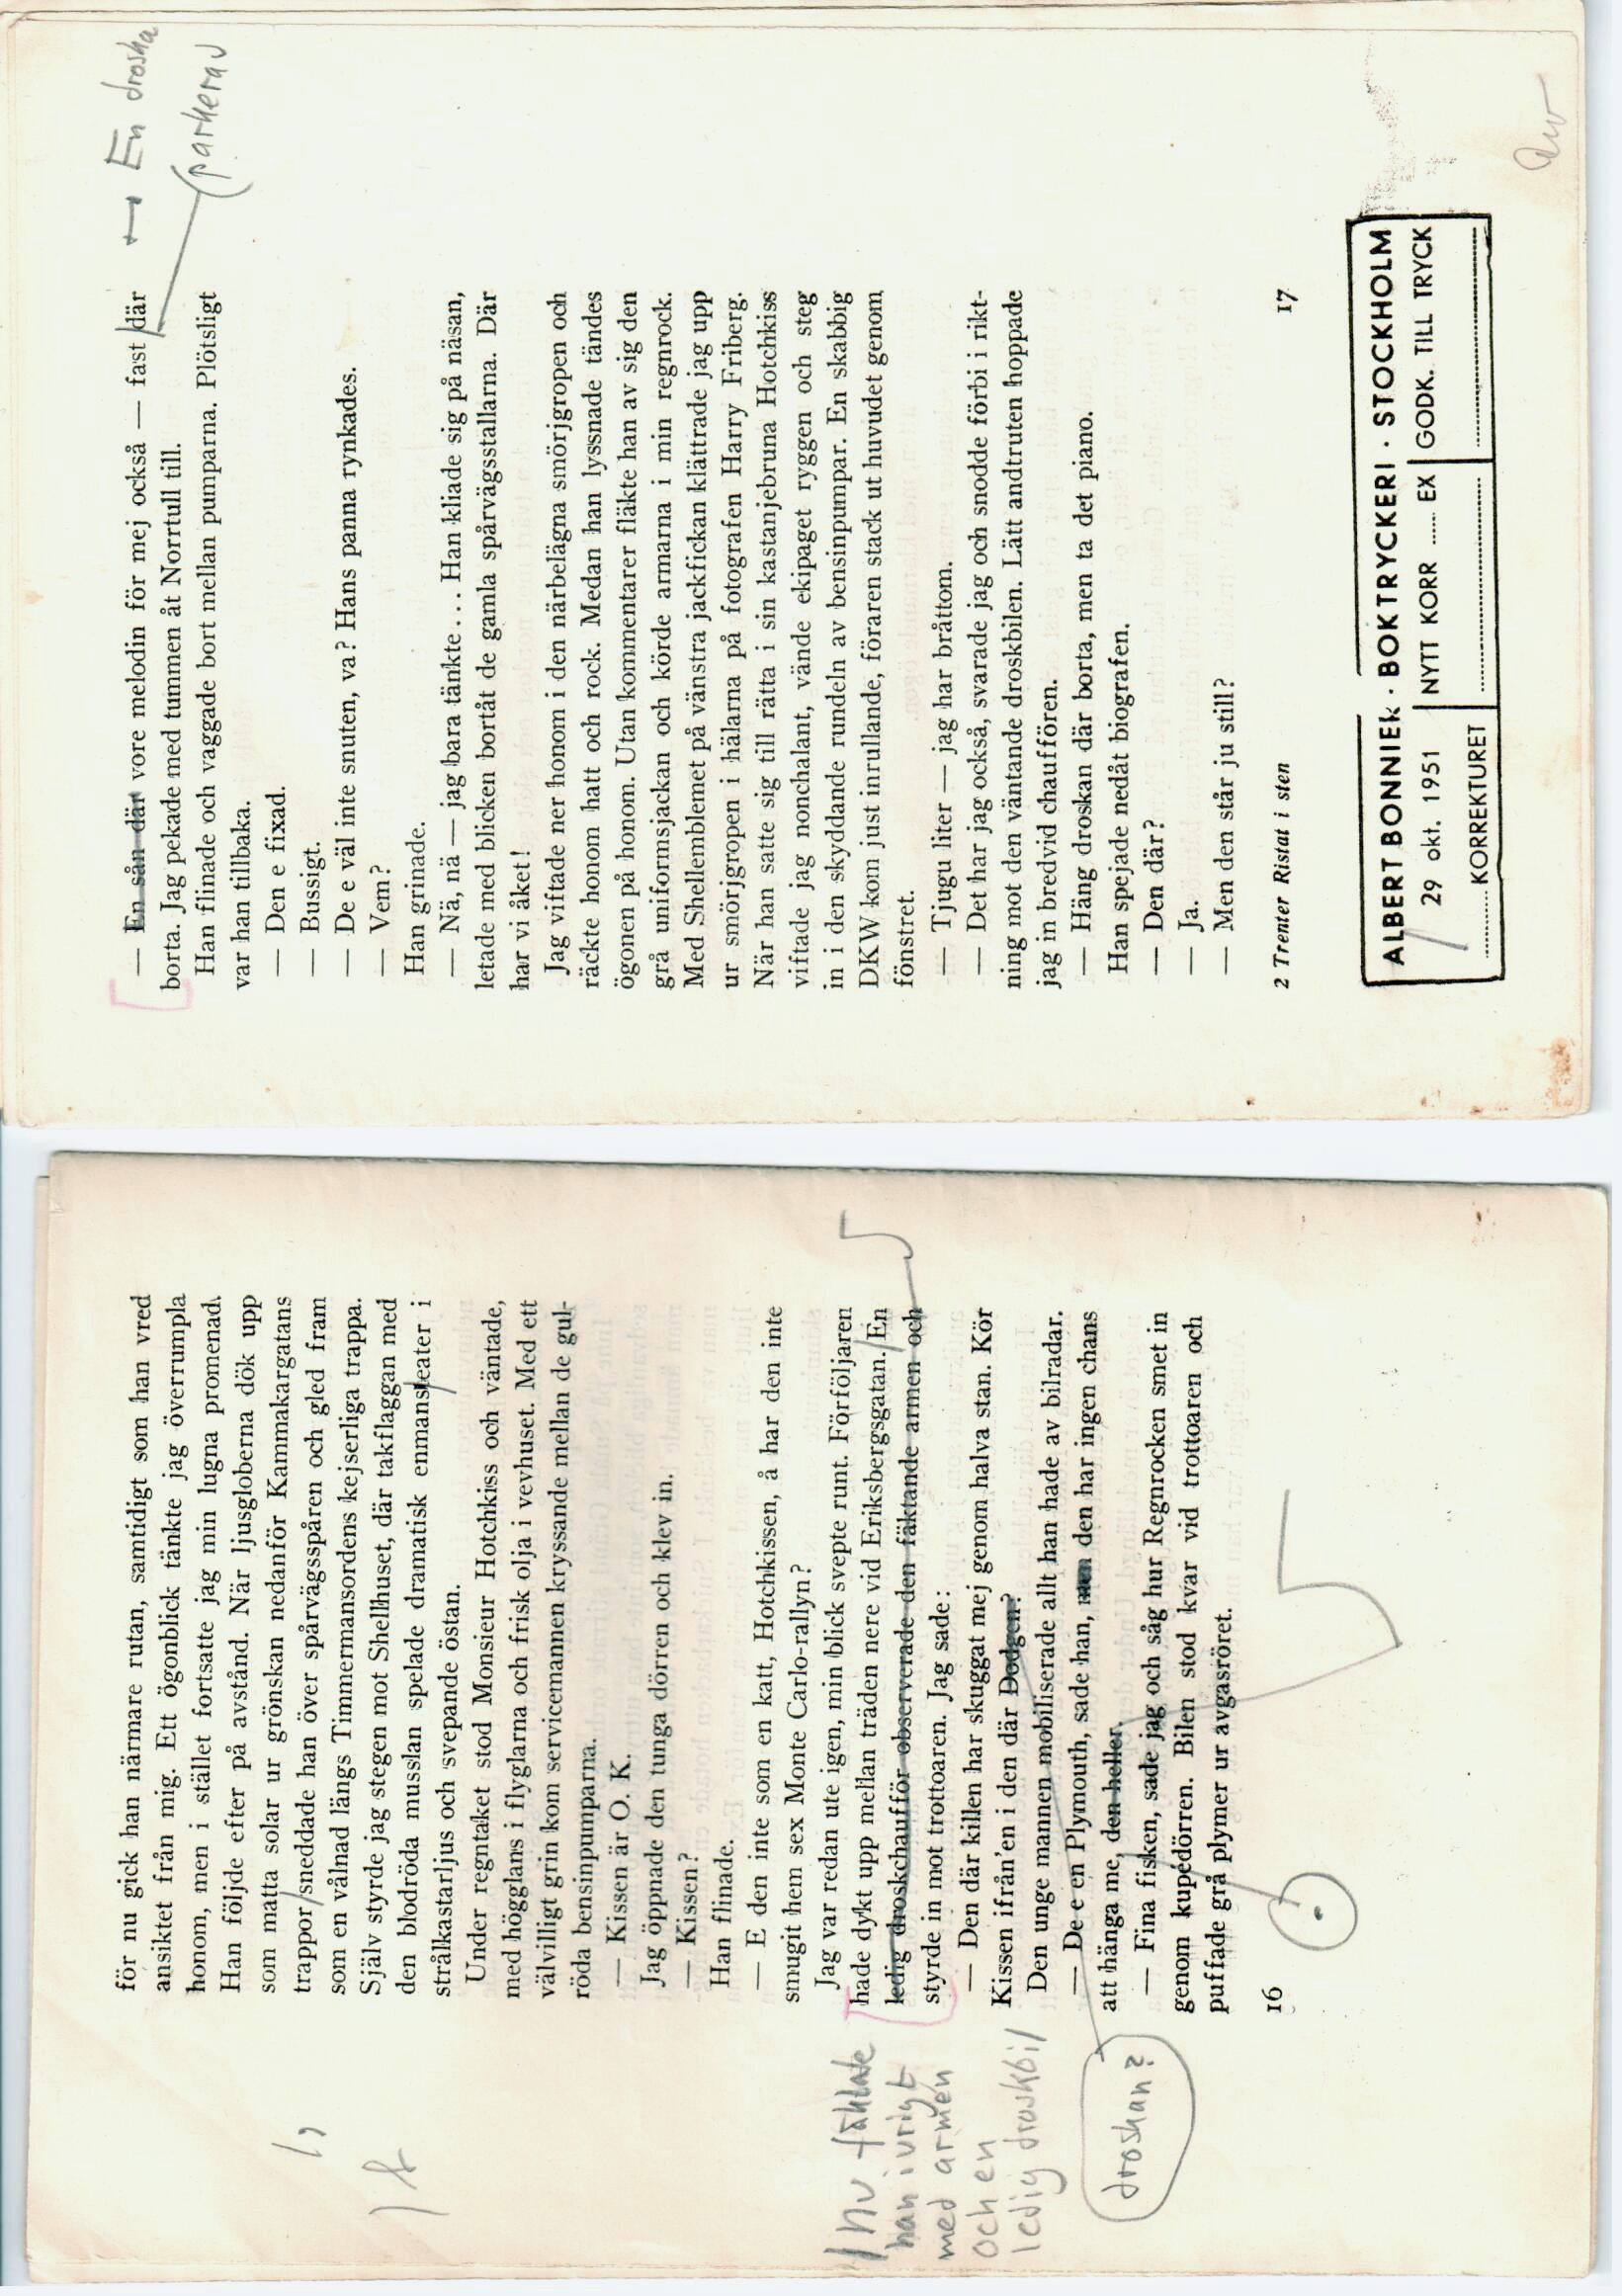 för nu gick han närmare rutan, samtidigt som han vred
ansiktet från mig. Ett ögonblick tänkte jag överrumpla
honom, men i stället fortsatte jag min lugna promenad.
Han följde efter på avstånd. När ljusgloberna dök upp
som matta solar ur grönskan nedanför Kammakargatans
trappor sneddade han över spårvägsspåren och gled fram
som en vålnad längs Timmermansordens kejserliga trappa.
Själv styrde jag stegen mot Shellhuset, där takflaggan med
den blodröda musslan spelade dramatisk enmansteater i
strålkastarljus och svepande östan.
Under regntaket stod Monsieur Hotchkiss och väntade,
med högglans i flyglarna och frisk olja i vevhuset. Med ett
välvilligt grin kom servicemannen kryssande mellan de gul-
röda bensinpumparna.
— Kissen är O. K.
Jag öppnade den tunga dörren och klev in.
— Kissen?
Han flinade.
— E den inte som en katt, Hotchkissen, å har den inte
smugit hem sex Monte Carlo-rallyn?
Jag var redan ute igen, min blick svepte runt. Förföljaren
hade dykt upp mellan träden nere vid Eriksbergsgatan. En
ledig droskchaufför observerade den fäktande armen och
styrde in mot trottoaren. Jag sade:
— Den där killen har skuggat mej genom halva stan. Kör
Kissen ifrån'en i den där Dodgen?
Den unge mannen mobiliserade allt han hade av bilradar.
— De e en Plymouth, sade han, men den har ingen chans
att hänga me, den heller.
— Fina fisken, sade jag och såg hur Regnrocken smet in
genom kupédörren. Bilen stod kvar vid trottoaren och
puffade grå plymer ur avgasröret.
16
nu fäktade
han ivrigt
med armen
och en
ledig droskbil
droskan?
— En sån där vore melodin för mej också — fast där
borta. Jag pekade med tummen åt Norrtull till.
Han flinade och vaggade bort mellan pumparna. Plötsligt
var han tillbaka.
— Den e fixad.
— Bussigt.
— De e väl inte snuten, va? Hans panna rynkades.
— Vem?
Han grinade.
— Nä, nä — jag bara tänkte... Han kliade sig på näsan,
letade med blicken bortåt de gamla spårvägsstallarna. Där
har vi åket!
Jag viftade ner honom i den närbelägna smörjgropen och
räckte honom hatt och rock. Medan han lyssnade tändes
ögonen på honom. Utan kommentarer fläkte han av sig den
grå uniformsjackan och körde armarna i min regnrock.
Med Shellemblemet på vänstra jackfickan klättrade jag upp
ur smörjgropen i hälarna på fotografen Harry Friberg.
När han satte sig till rätta i sin kastanjebruna Hotchkiss
viftade jag nonchalant, vände ekipaget ryggen och steg
in i den skyddande rundeln av bensinpumpar. En skabbig
DKW kom just inrullande, föraren stack ut huvudet genom
fönstret.
— Tjugu liter — jag har bråttom.
— Det har jag också, svarade jag och snodde förbi i rikt-
ning mot den väntande droskbilen. Lätt andtruten hoppade
jag in bredvid chauffören.
— Häng droskan där borta, men ta det piano.
Han spejade nedåt biografen.
— Den där?
— Ja.
— Men den står ju still?
2 Trenter Ristat i sten
17
En droska
parkerav
ALBERT BONNIER · BOKTRYCKERI · STOCKHOLM
29 okt. 1951 NYTT KORR ..... EX GODK. TILL TRYCK
........ KORREKTURET